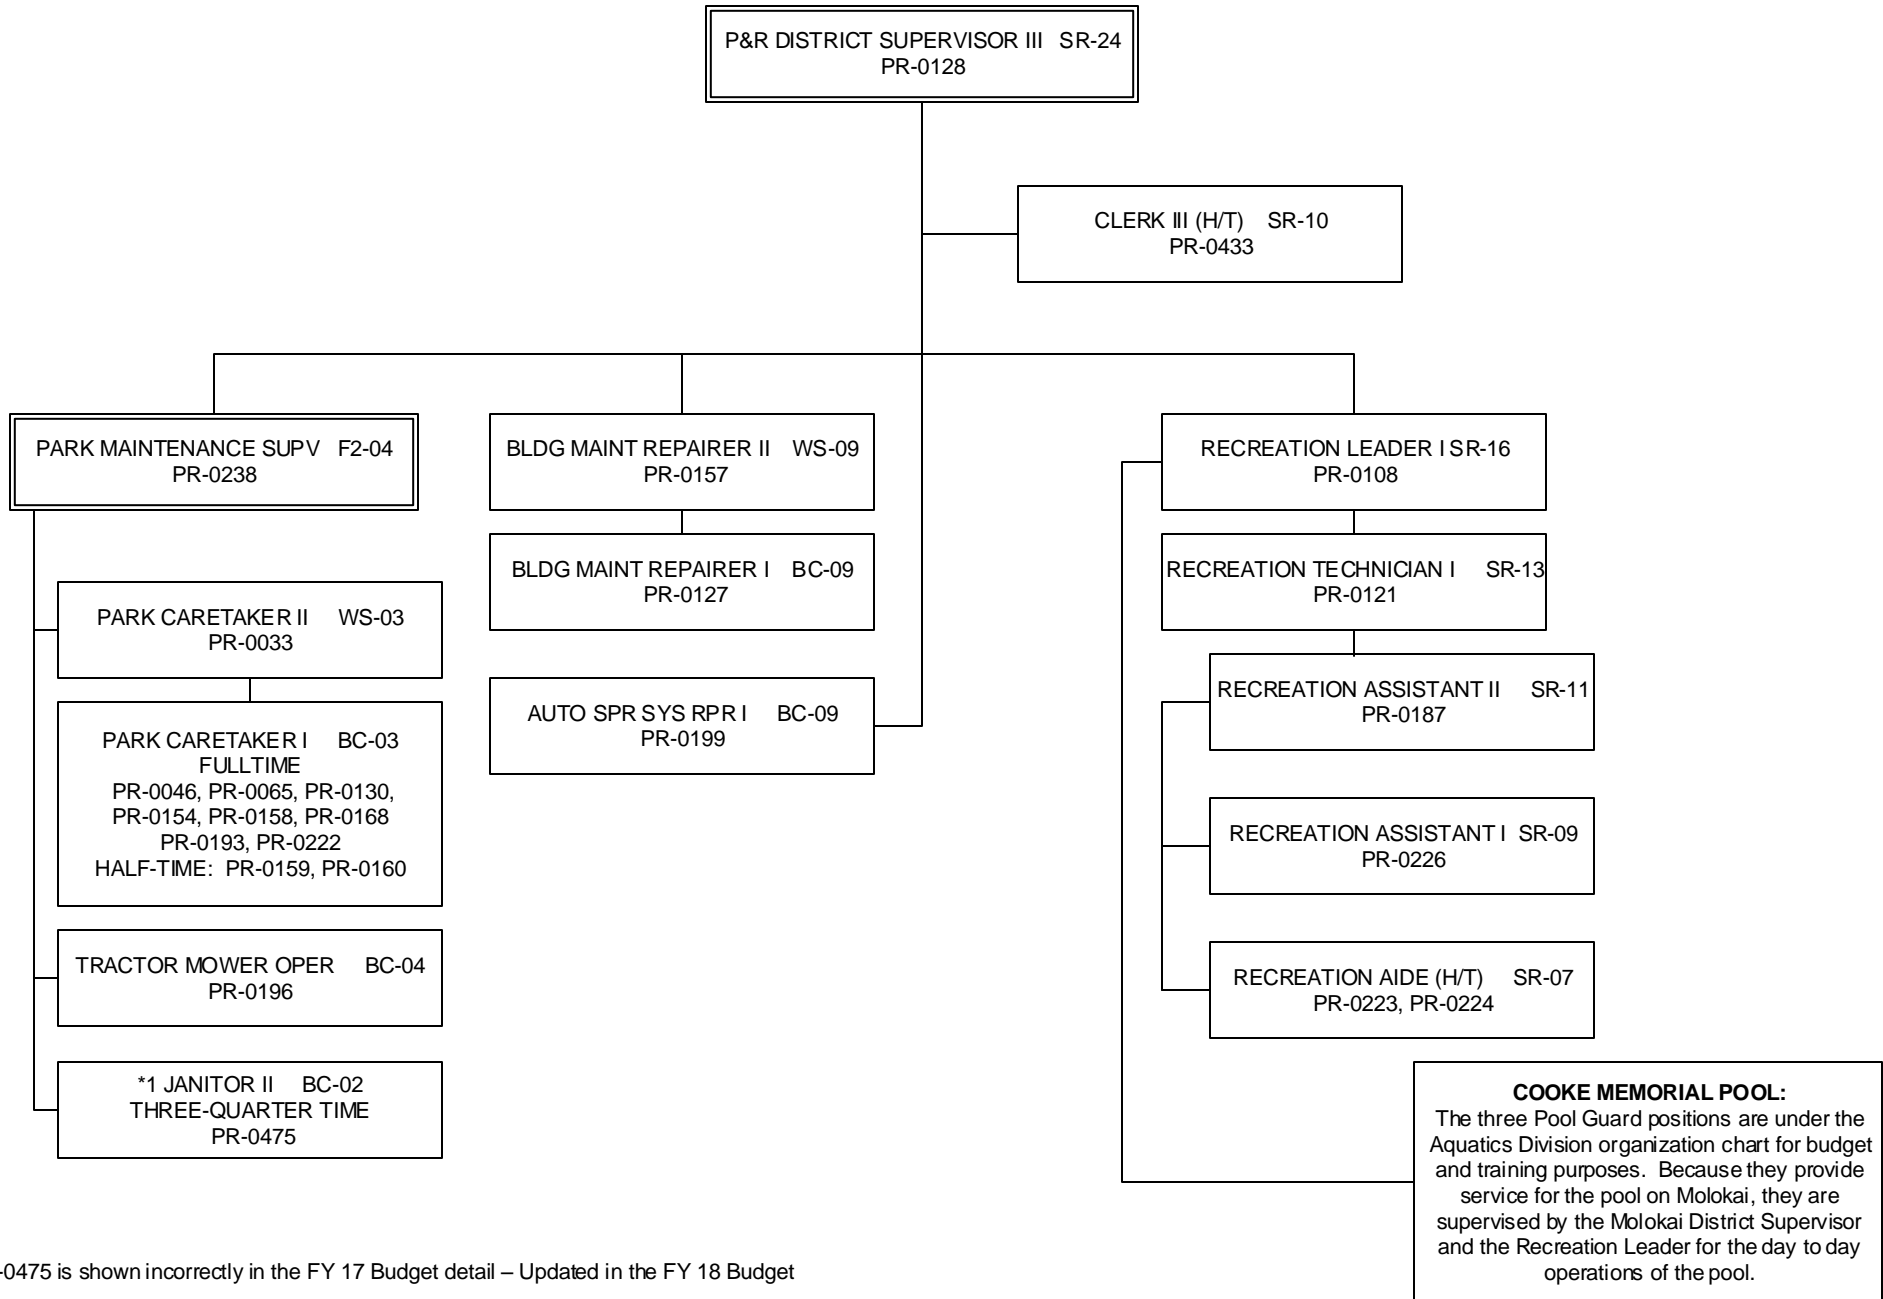 P&R DISTRICT SUPERVISOR III SR-24
PR-0128
CLERK III (H/T) SR-10
PR-0433
PARK MAINTENANCE SUPV F2-04
PR-0238
BLDG MAINT REPAIRER II WS-09
PR-0157
RECREATION LEADER I SR-16
PR-0108
BLDG MAINT REPAIRER I BC-09
PR-0127
RECREATION TECHNICIAN I SR-13
PR-0121
PARK CARETAKER II WS-03
PR-0033
RECREATION ASSISTANT II SR-11
PR-0187
AUTO SPR SYS RPR I BC-09
PR-0199
PARK CARETAKER I BC-03
FULLTIME
PR-0046, PR-0065, PR-0130,
PR-0154, PR-0158, PR-0168
PR-0193, PR-0222
HALF-TIME: PR-0159, PR-0160
RECREATION ASSISTANT I SR-09
PR-0226
TRACTOR MOWER OPER BC-04
PR-0196
RECREATION AIDE (H/T) SR-07
PR-0223, PR-0224
*1 JANITOR II BC-02
THREE-QUARTER TIME
PR-0475
COOKE MEMORIAL POOL:
The three Pool Guard positions are under the
Aquatics Division organization chart for budget
and training purposes. Because they provide
service for the pool on Molokai, they are
supervised by the Molokai District Supervisor
and the Recreation Leader for the day to day
operations of the pool.
-0475 is shown incorrectly in the FY 17 Budget detail – Updated in the FY 18 Budget